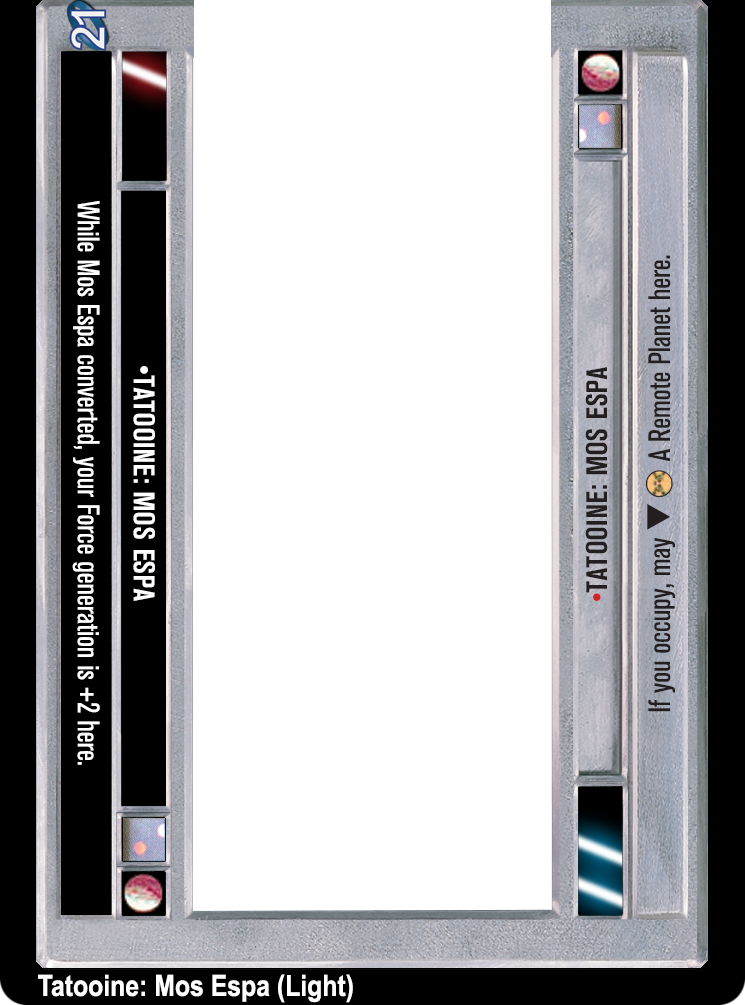 21
While Mos Espa converted, your Force generation is +2 here.
•TATOOINE: MOS ESPA
•TATOOINE: MOS ESPA
If you occupy, may ▼ A Remote Planet here.
Tatooine: Mos Espa (Light)